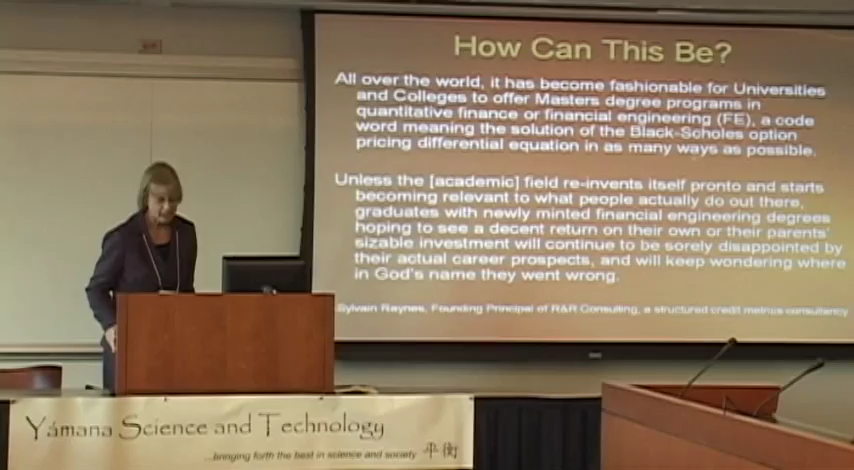 How Can This Be?
All over the world, it has become fashionable for Universities
and Colleges to offer Masters degree programs in
quantitative finance or financial engineering (FE), a code
word meaning the solution of the Black-Scholes option
pricing differential equation in as many ways as possible.
Unless the [academic] field re-invents itself pronto and starts
becoming relevant to what people actually do out there,
graduates with newly minted financial engineering degrees
hoping to see a decent return on their own or their parents'
sizable investment will continue to be sorely disappointed by
their actual career prospects, and will keep wondering where
in God's name they went wrong.
Sylvain Raynes, Founding Principal of R&R Consulting, a structured credit metrics consultancy
Yámana Science and Technology
...bringing forth the best in science and society 平衡